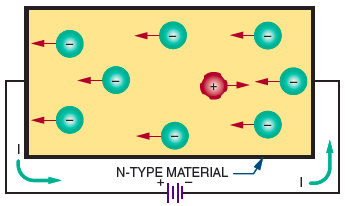 − − −
− + −
− − −
N-TYPE MATERIAL
+ −
I I